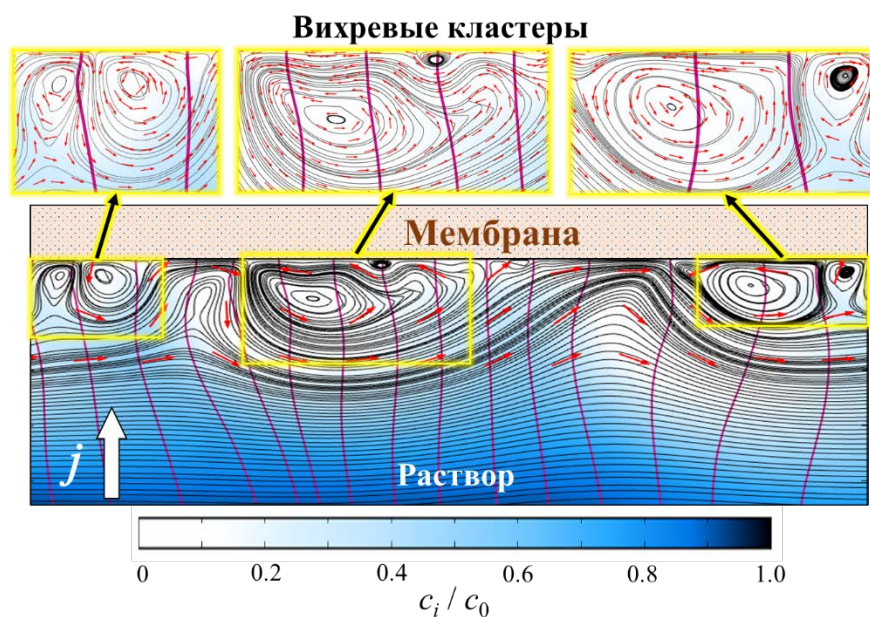 Вихревые кластеры
Мембрана
j
Раствор
0 0.2 0.4 0.6 0.8 1.0
c_i / c_0